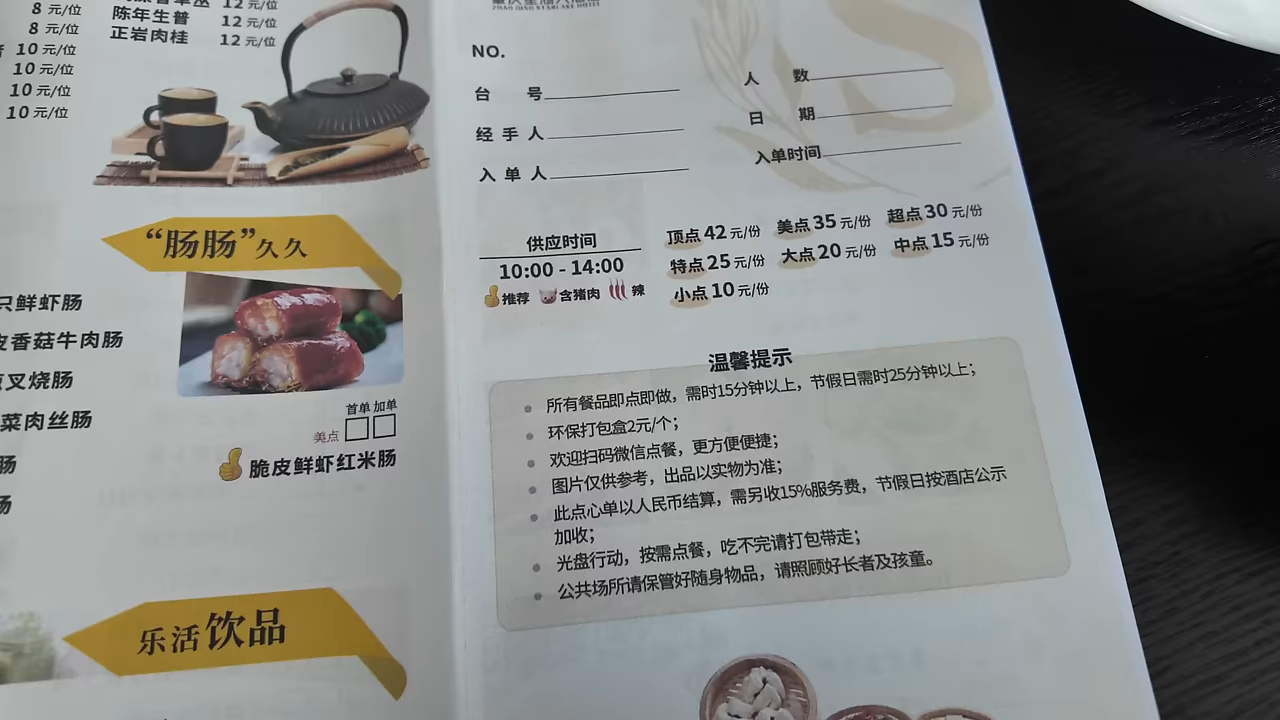 8 元/位
8 元/位
10 元/位
10 元/位
10 元/位
10 元/位
12 元/位
陈年生普 12 元/位
正岩肉桂 12 元/位
“肠肠”久久
只鲜虾肠
皮香菇牛肉肠
叉烧肠
菜肉丝肠
肠
肠
首单 加单
美点
脆皮鲜虾红米肠
乐活饮品
ZHAO QING STARLAKE HOTEL
NO.
台 号
人 数
经 手 人
日 期
入 单 人
入单时间
供应时间
10:00 - 14:00
推荐 含猪肉 辣
顶点 42 元/份 美点 35 元/份 超点 30 元/份
特点 25 元/份 大点 20 元/份 中点 15 元/份
小点 10 元/份
温馨提示
所有餐品即点即做，需时15分钟以上，节假日需时25分钟以上；
环保打包盒2元/个；
欢迎扫码微信点餐，更方便便捷；
图片仅供参考，出品以实物为准；
此点心单以人民币结算，需另收15%服务费，节假日按酒店公示
加收；
光盘行动，按需点餐，吃不完请打包带走；
公共场所请保管好随身物品，请照顾好长者及孩童。